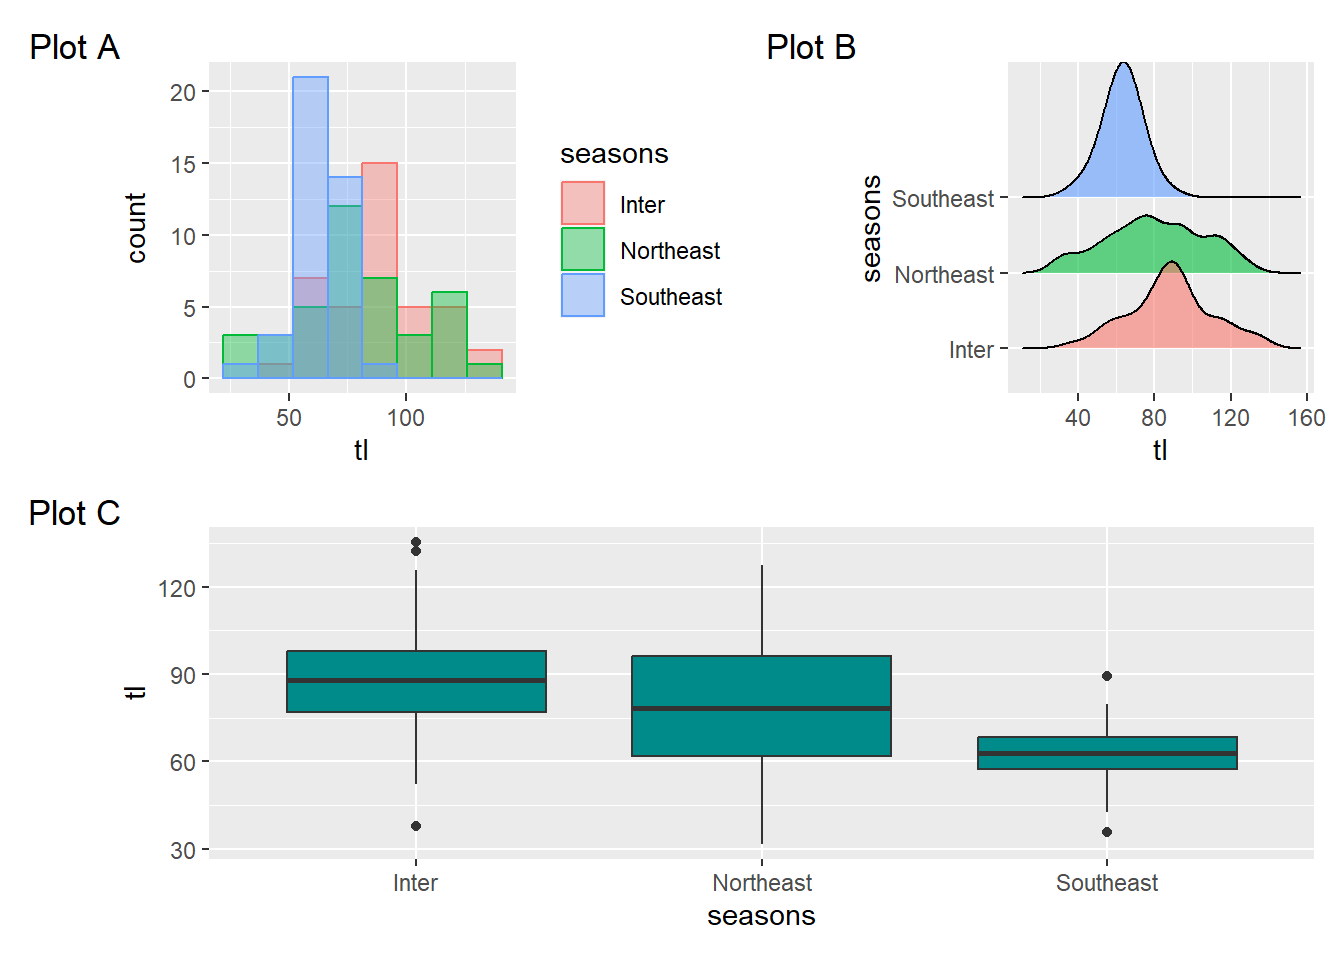 Plot A
20
15
10
5
0
count
50 100
tl
seasons
Inter
Northeast
Southeast
Plot B
seasons
Southeast
Northeast
Inter
40 80 120 160
tl
Plot C
120
90
60
30
tl
Inter Northeast Southeast
seasons